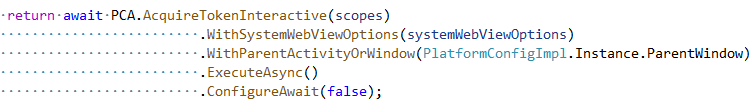 return await PCA.AcquireTokenInteractive(scopes)
.WithSystemWebViewOptions(systemWebViewOptions)
.WithParentActivityOrWindow(PlatformConfigImpl.Instance.ParentWindow)
.ExecuteAsync()
.ConfigureAwait(false);